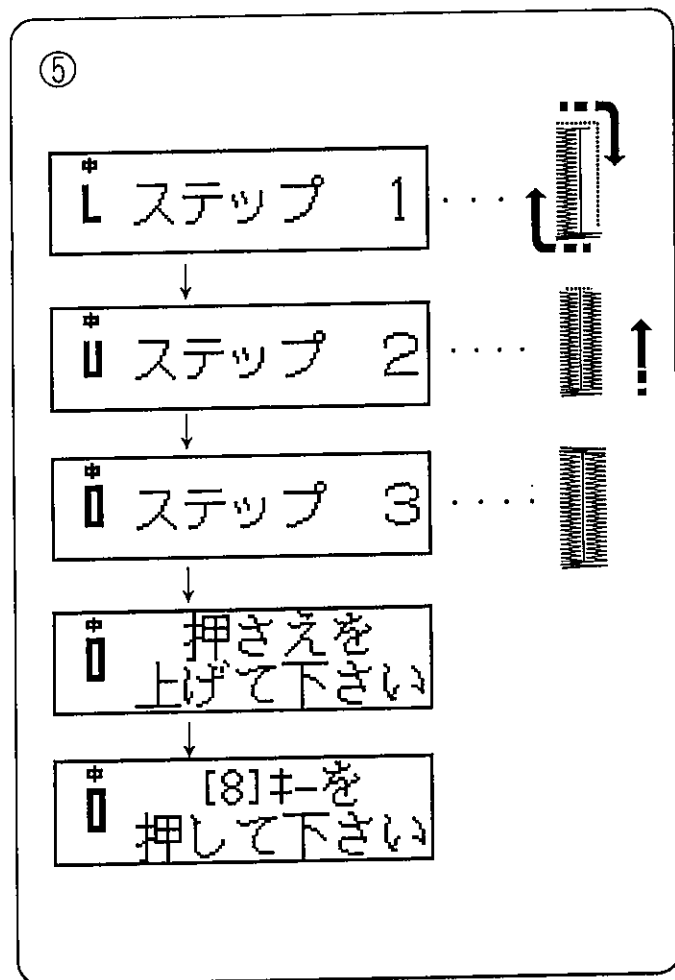 ⑤
中
ステップ 1
中
ステップ 2
中
ステップ 3
中
押さえを
上げて下さい
中
[8]キーを
押して下さい